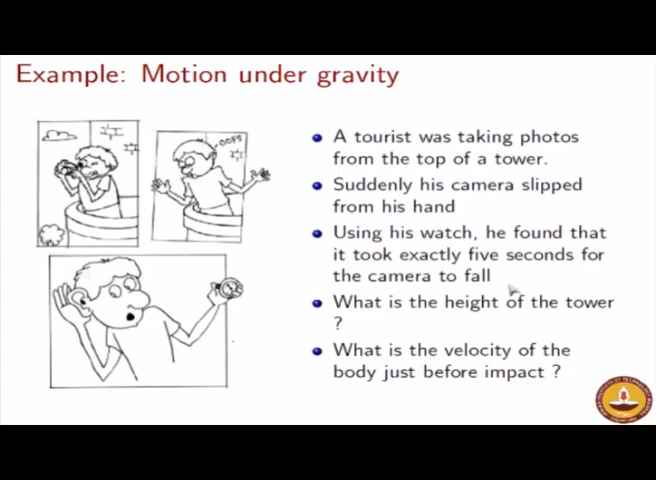 Example: Motion under gravity
OOPS
A tourist was taking photos
from the top of a tower.
Suddenly his camera slipped
from his hand
Using his watch, he found that
it took exactly five seconds for
the camera to fall
What is the height of the tower
?
What is the velocity of the
body just before impact ?